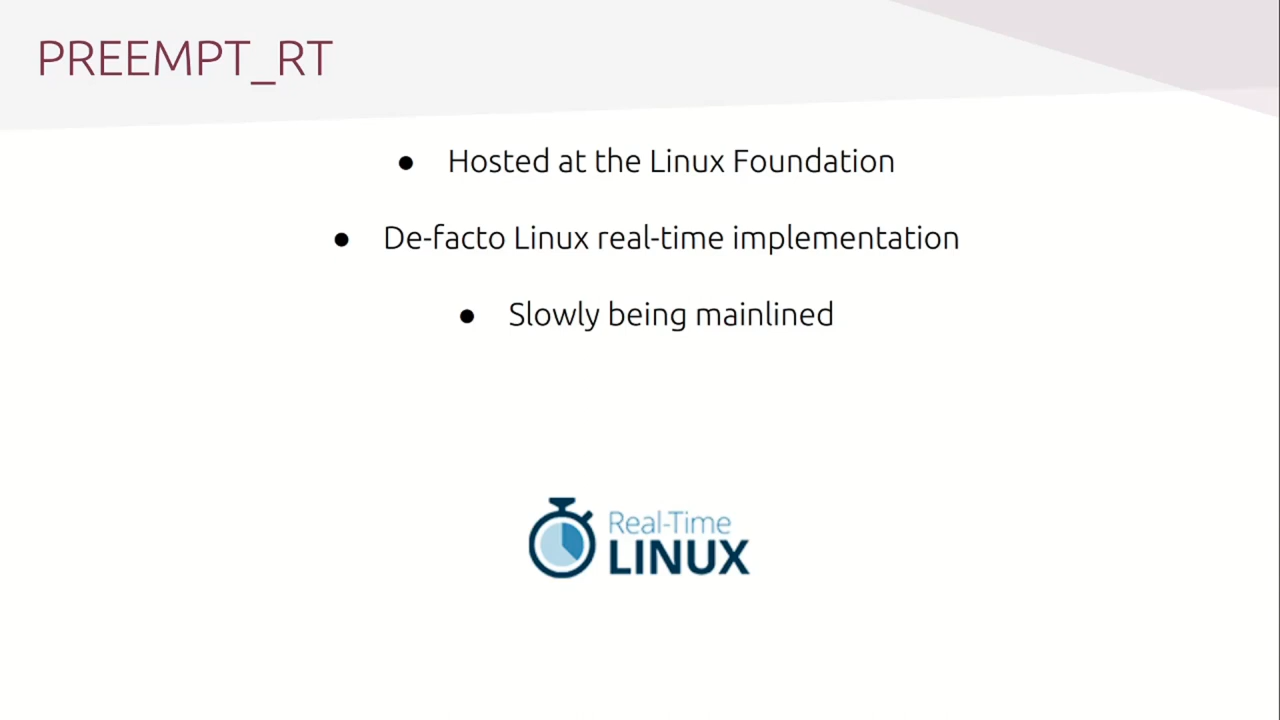 PREEMPT_RT
● Hosted at the Linux Foundation
● De-facto Linux real-time implementation
● Slowly being mainlined
Real-Time
LINUX